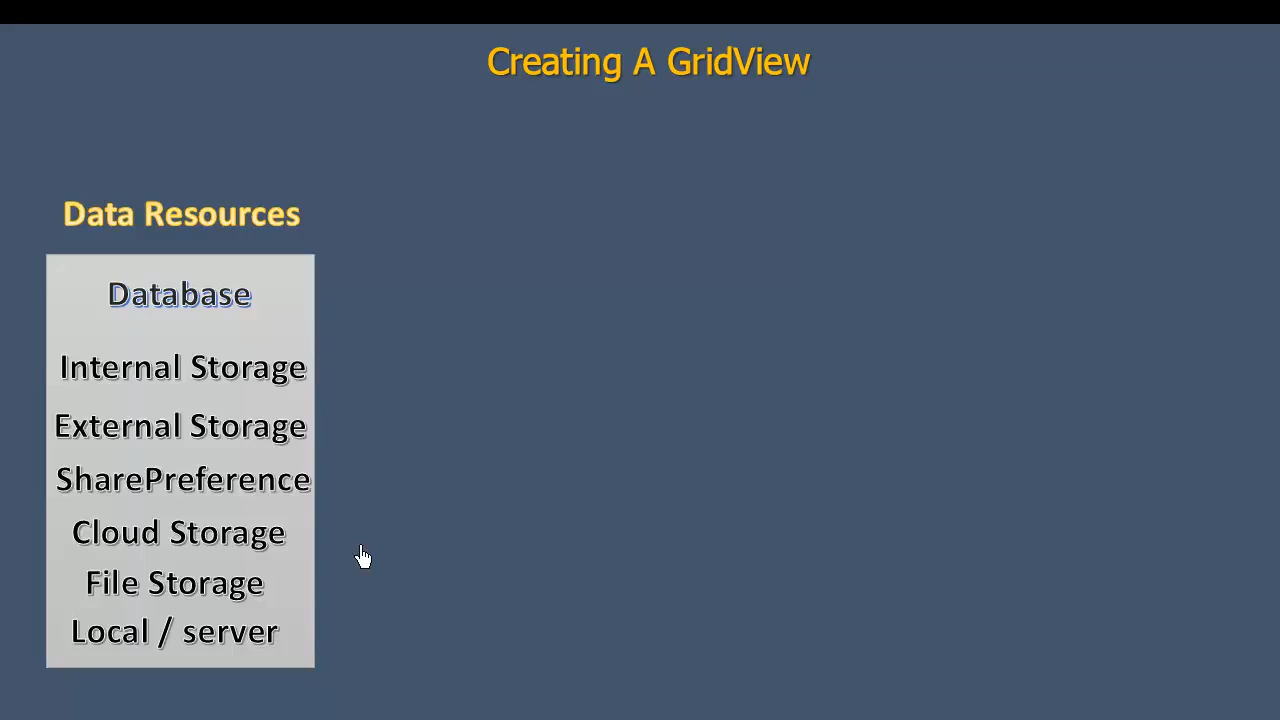 Creating A GridView
Data Resources
Database
Internal Storage
External Storage
SharePreference
Cloud Storage
File Storage
Local / server